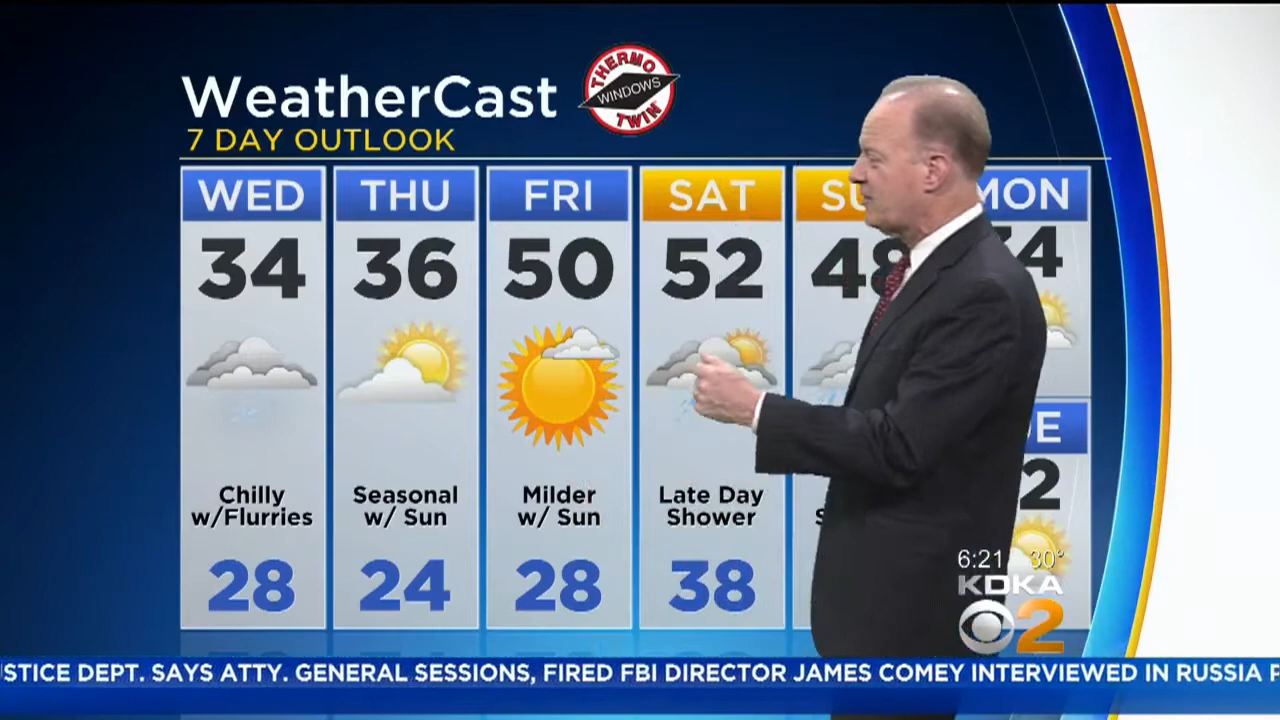 WeatherCast
THERMO
WINDOWS
TWIN
7 DAY OUTLOOK
WED THU FRI SAT MON
34 36 50 52 48
Chilly
w/Flurries
Seasonal
w/ Sun
Milder
w/ Sun
Late Day
Shower
28 24 28 38
6:21 30°
KDKA
2
DEPT. SAYS ATTY. GENERAL SESSIONS, FIRED FBI DIRECTOR JAMES COMEY INTERVIEWED IN RUSSIA